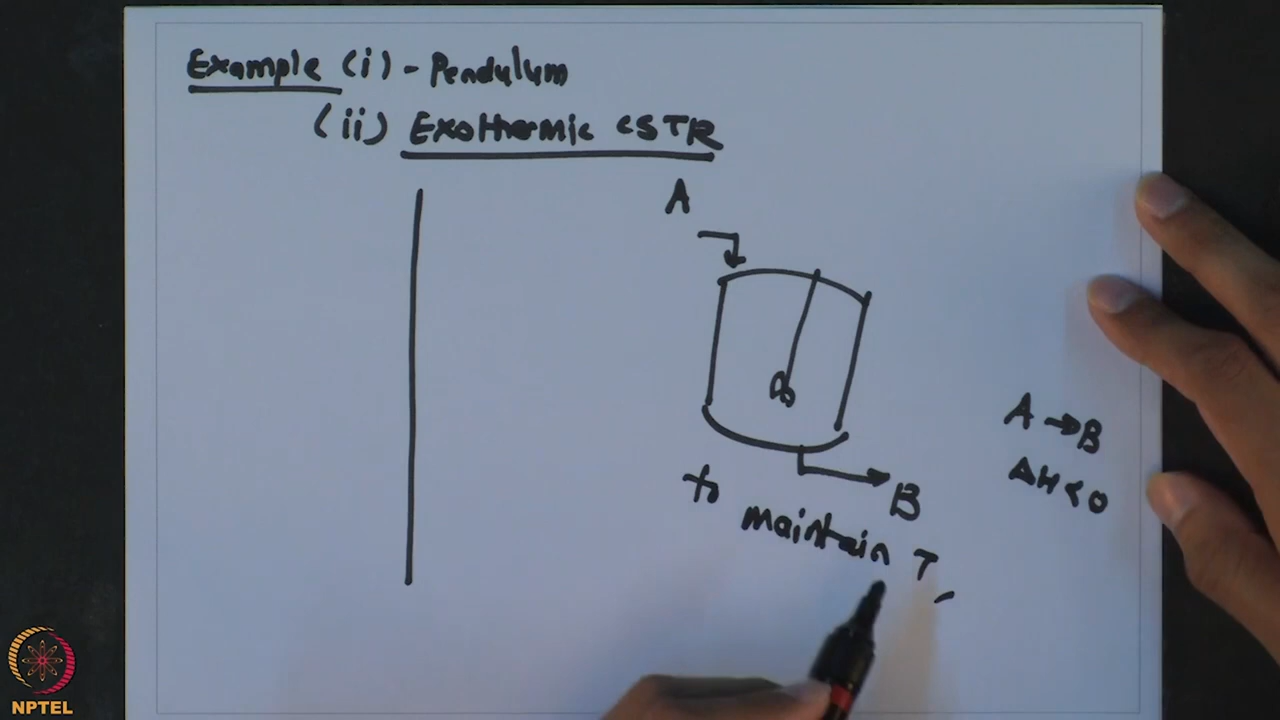 Example (i) - Pendulum
(ii) Exothermic CSTR
A
A → B
ΔH < 0
B
to maintain T
NPTEL